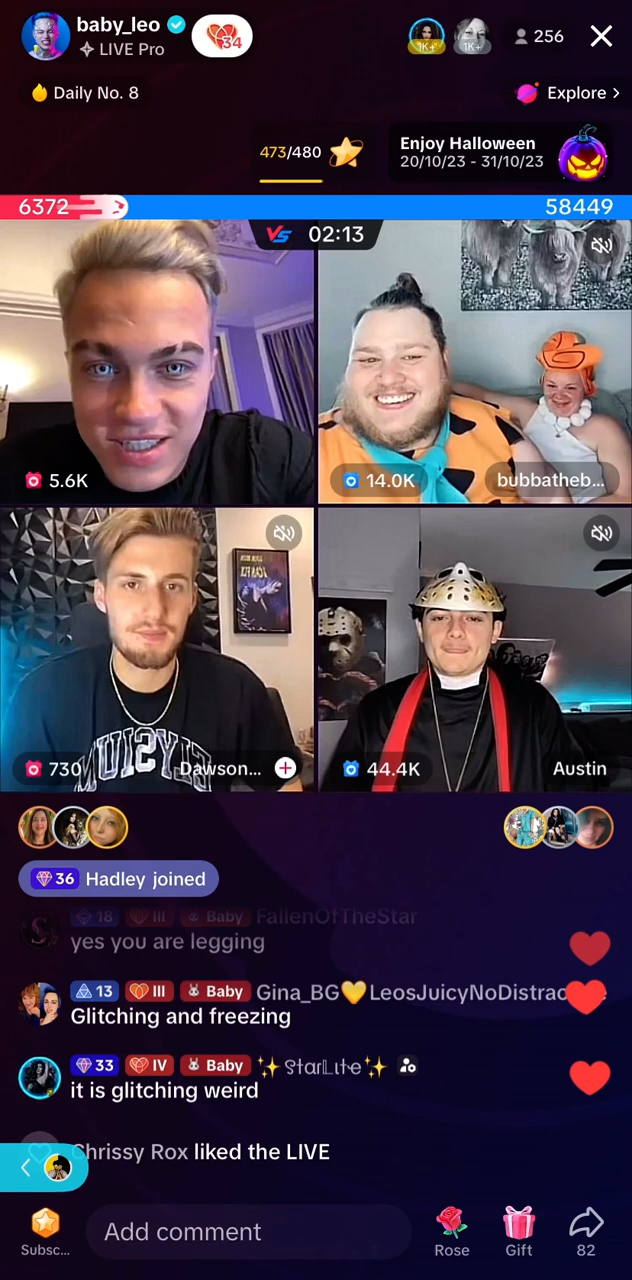 baby_leo
LIVE Pro
34
1K+
1K+
256
Daily No. 8
Explore >
473/480
Enjoy Halloween
20/10/23 - 31/10/23
6372
58449
VS 02:13
5.6K
14.0K
bubbatheb...
730
Dawson...
44.4K
Austin
36 Hadley joined
18 III Baby FallenOfTheStar
yes you are legging
13 III Baby Gina_BG💛LeosJuicyNoDistrac
Glitching and freezing
33 IV Baby ✨StarLite✨
it is glitching weird
Chrissy Rox liked the LIVE
Subsc...
Add comment
Rose
Gift
82